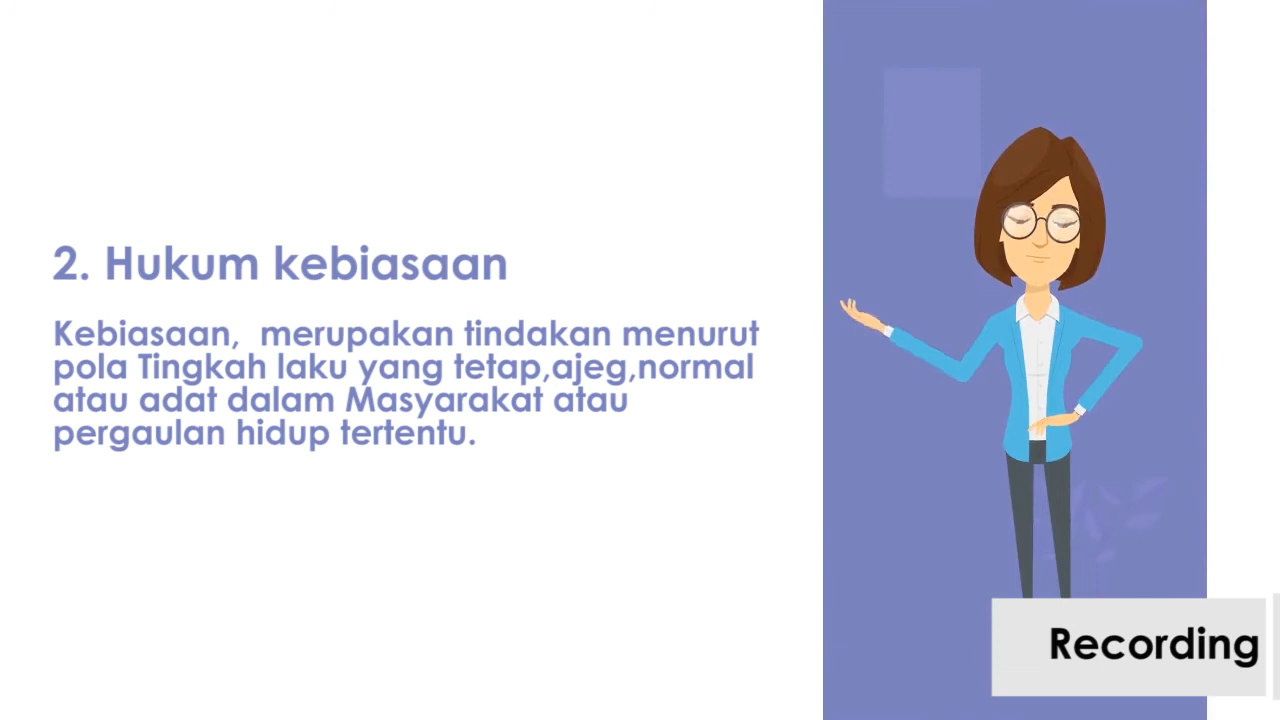 2. Hukum kebiasaan
Kebiasaan,  merupakan tindakan menurut
pola Tingkah laku yang tetap,ajeg,normal
atau adat dalam Masyarakat atau
pergaulan hidup tertentu.
Recording